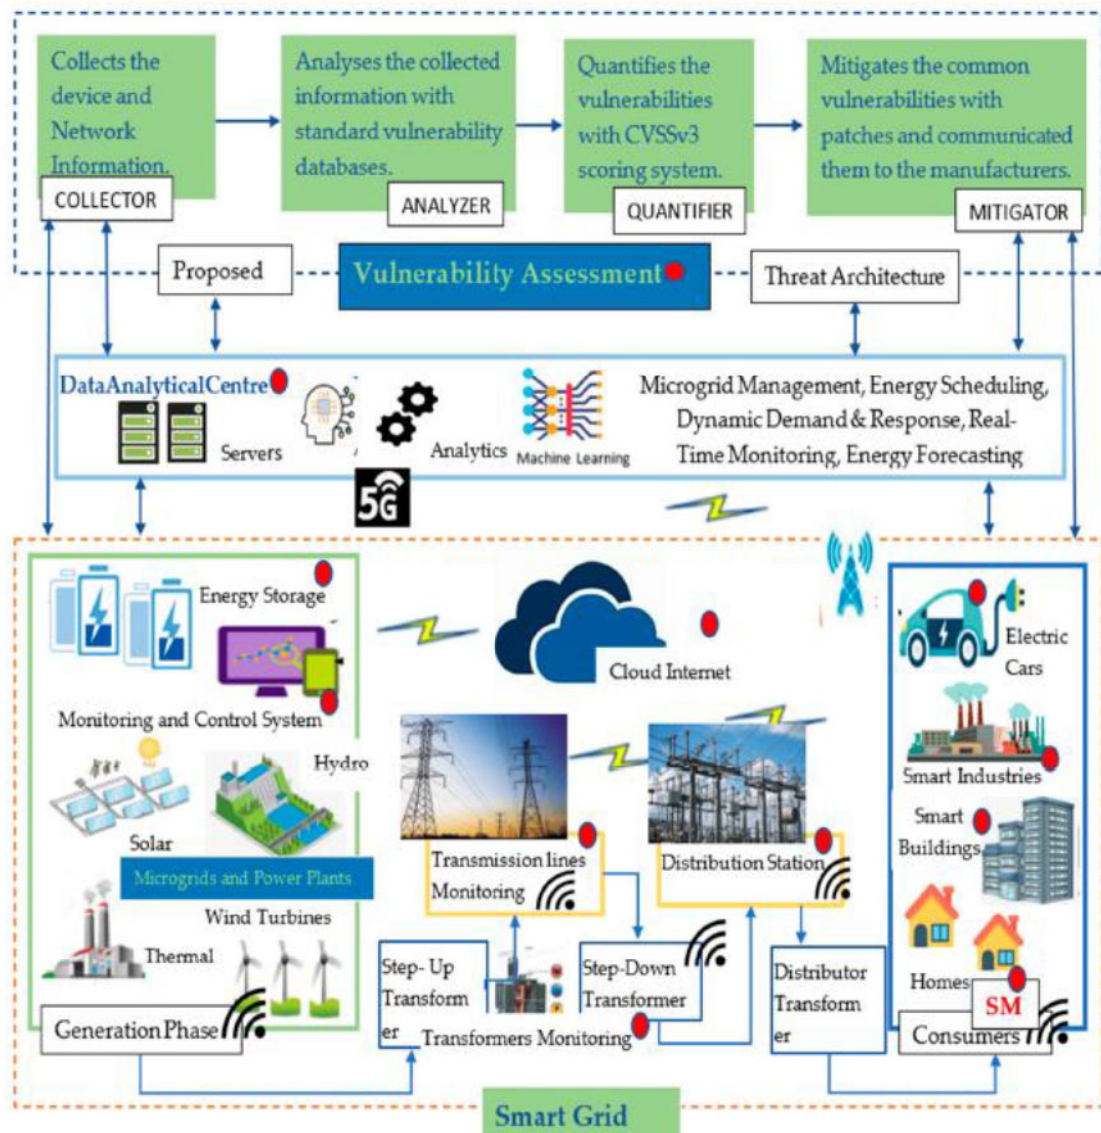 Collects the
device and
Network
Information.
COLLECTOR
Analyses the collected
information with
standard vulnerability
databases.
ANALYZER
Quantifies the
vulnerabilities
with CVSSv3
scoring system.
QUANTIFIER
Mitigates the common
vulnerabilities with
patches and communicated
them to the manufacturers.
MITIGATOR
Proposed
Vulnerability Assessment
Threat Architecture
DataAnalyticalCentre
Servers
Analytics
Machine Learning
Microgrid Management, Energy Scheduling,
Dynamic Demand & Response, Real-
Time Monitoring, Energy Forecasting
5G
Energy Storage
Monitoring and Control System
Hydro
Solar
Microgrids and Power Plants
Wind Turbines
Thermal
Generation Phase
Cloud Internet
Transmission lines
Monitoring
Distribution Station
Step- Up
Transform
er
Step-Down
Transformer
Transformers Monitoring
Distributor
Transform
er
Electric
Cars
Smart Industries
Smart
Buildings
Homes
SM
Consumers
Smart Grid